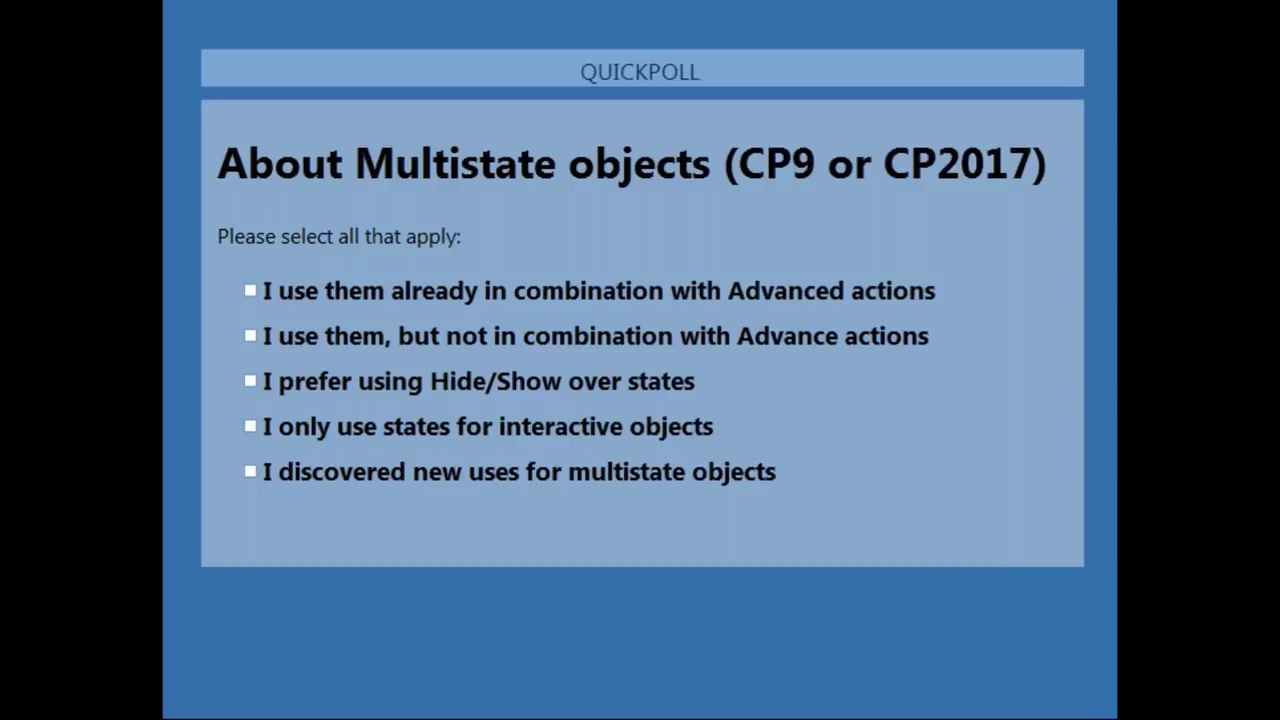 QUICKPOLL
About Multistate objects (CP9 or CP2017)
Please select all that apply:
I use them already in combination with Advanced actions
I use them, but not in combination with Advance actions
I prefer using Hide/Show over states
I only use states for interactive objects
I discovered new uses for multistate objects